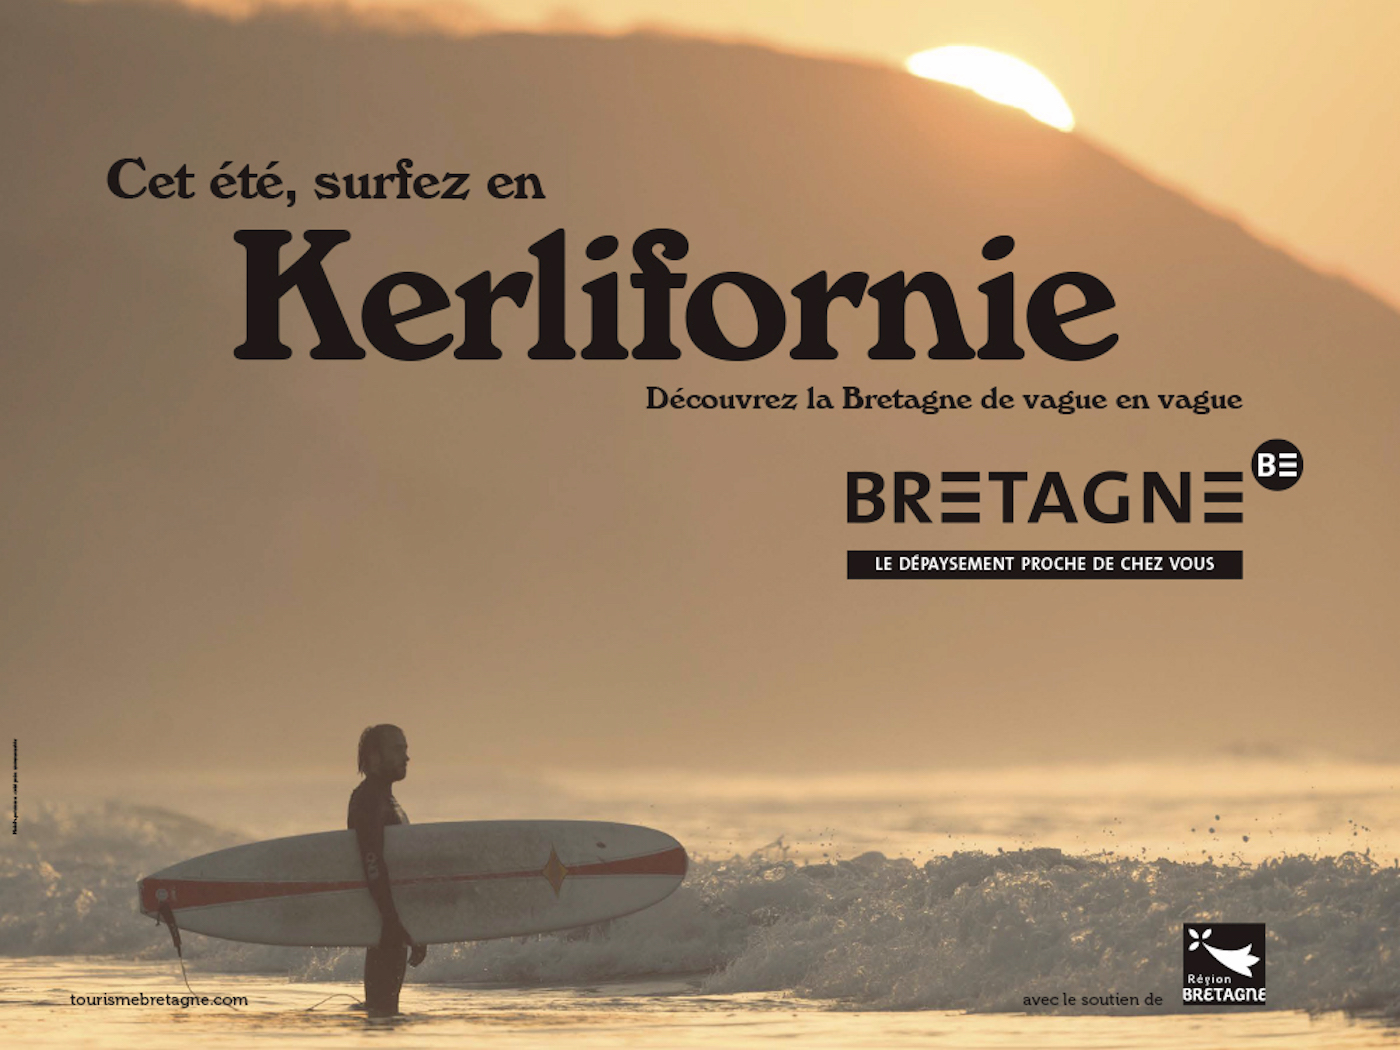 Cet été, surfez en
Kerlifornie
Découvrez la Bretagne de vague en vague
BRETAGNE BE
LE DÉPAYSEMENT PROCHE DE CHEZ VOUS
tourismebretagne.com
avec le soutien de
Région
BRETAGNE